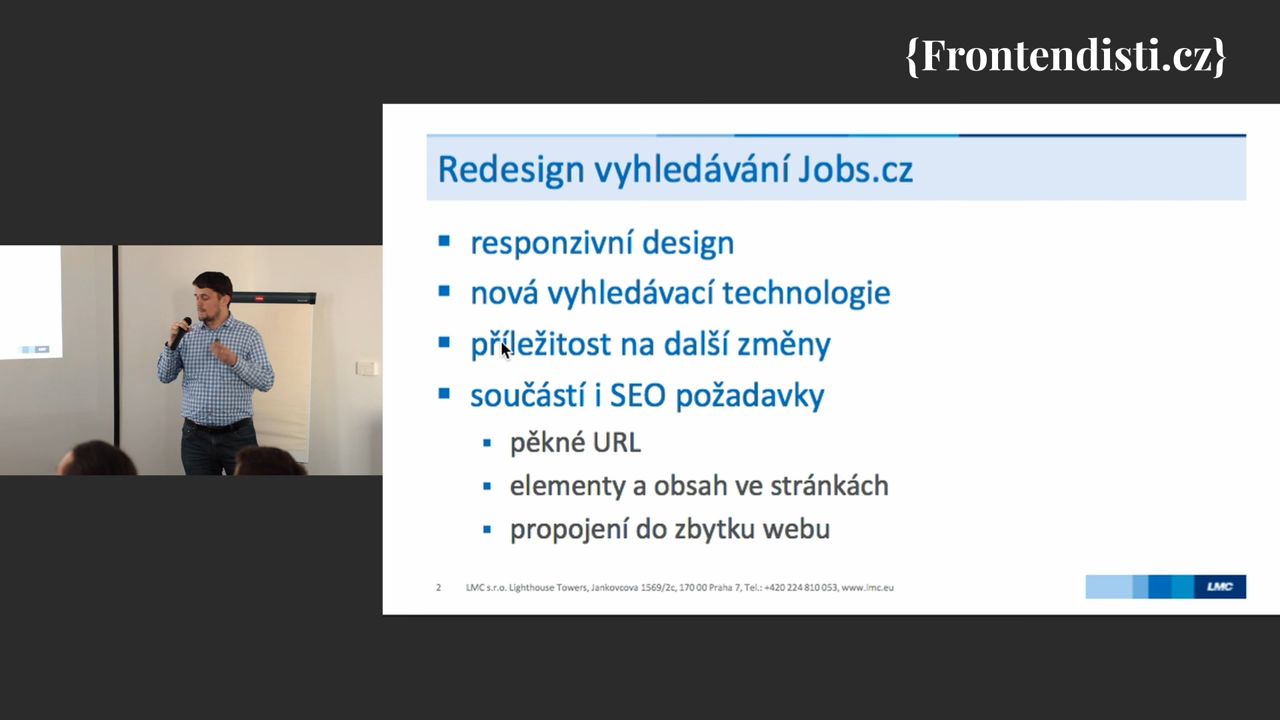 {Frontendisti.cz}
Redesign vyhledávání Jobs.cz
responzivní design
nová vyhledávací technologie
příležitost na další změny
součástí i SEO požadavky
pěkné URL
elementy a obsah ve stránkách
propojení do zbytku webu
2 LMC s.r.o. Lighthouse Towers, Jankovcova 1569/2c, 170 00 Praha 7, Tel.: +420 224 810 053, www.lmc.eu
LMC